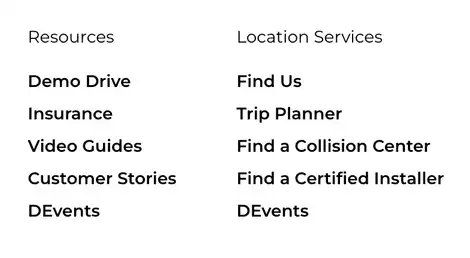 Resources
Demo Drive
Insurance
Video Guides
Customer Stories
DEvents
Location Services
Find Us
Trip Planner
Find a Collision Center
Find a Certified Installer
DEvents